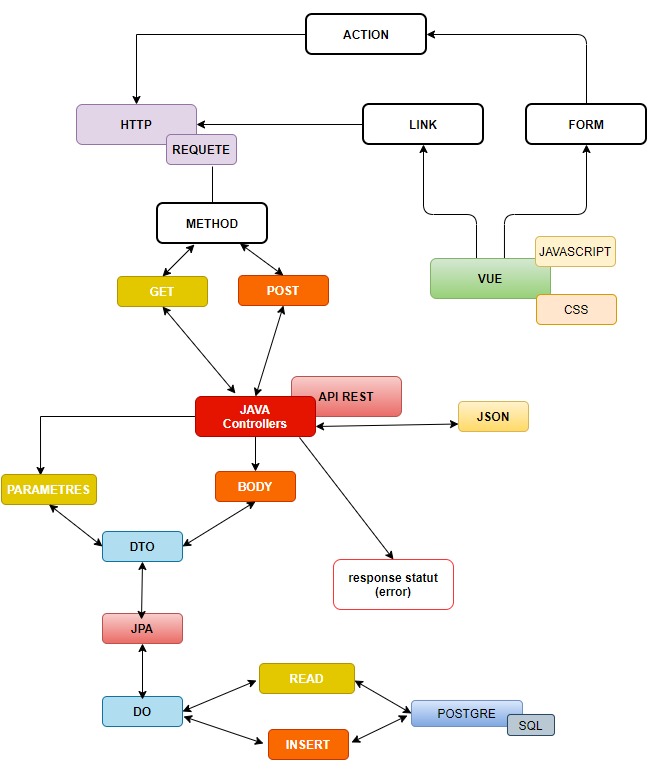 ACTION
HTTP
LINK
FORM
REQUETE
METHOD
JAVASCRIPT
VUE
GET
POST
CSS
API REST
JAVA
Controllers
JSON
PARAMETRES
BODY
DTO
response statut
(error)
JPA
READ
DO
POSTGRE
SQL
INSERT